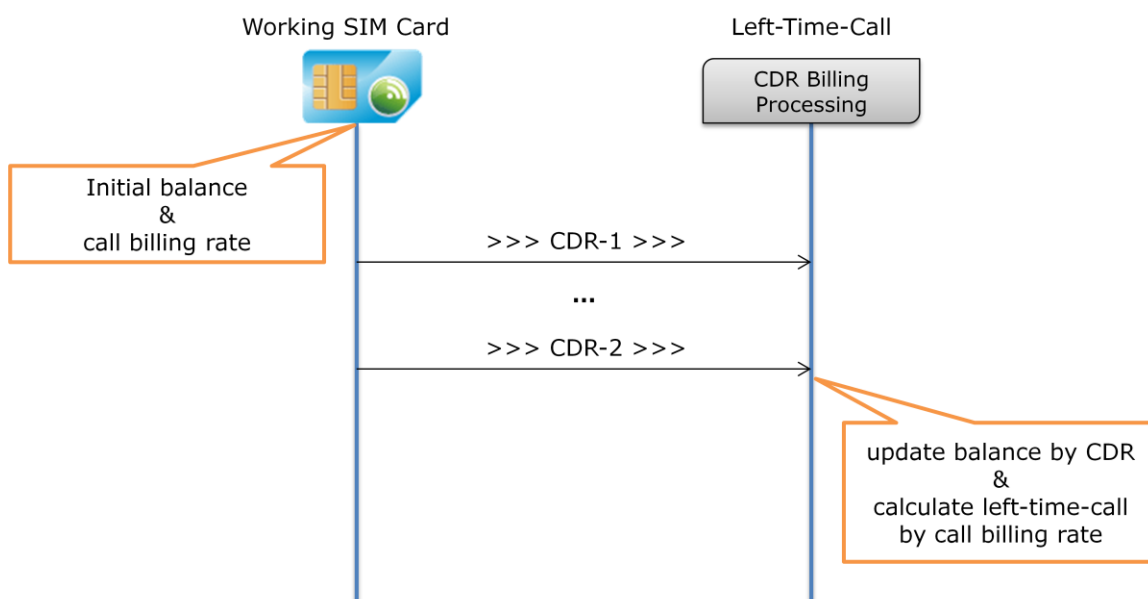 Working SIM Card
Left-Time-Call
CDR Billing
Processing
Initial balance
&
call billing rate
>>> CDR-1 >>>
...
>>> CDR-2 >>>
update balance by CDR
&
calculate left-time-call
by call billing rate